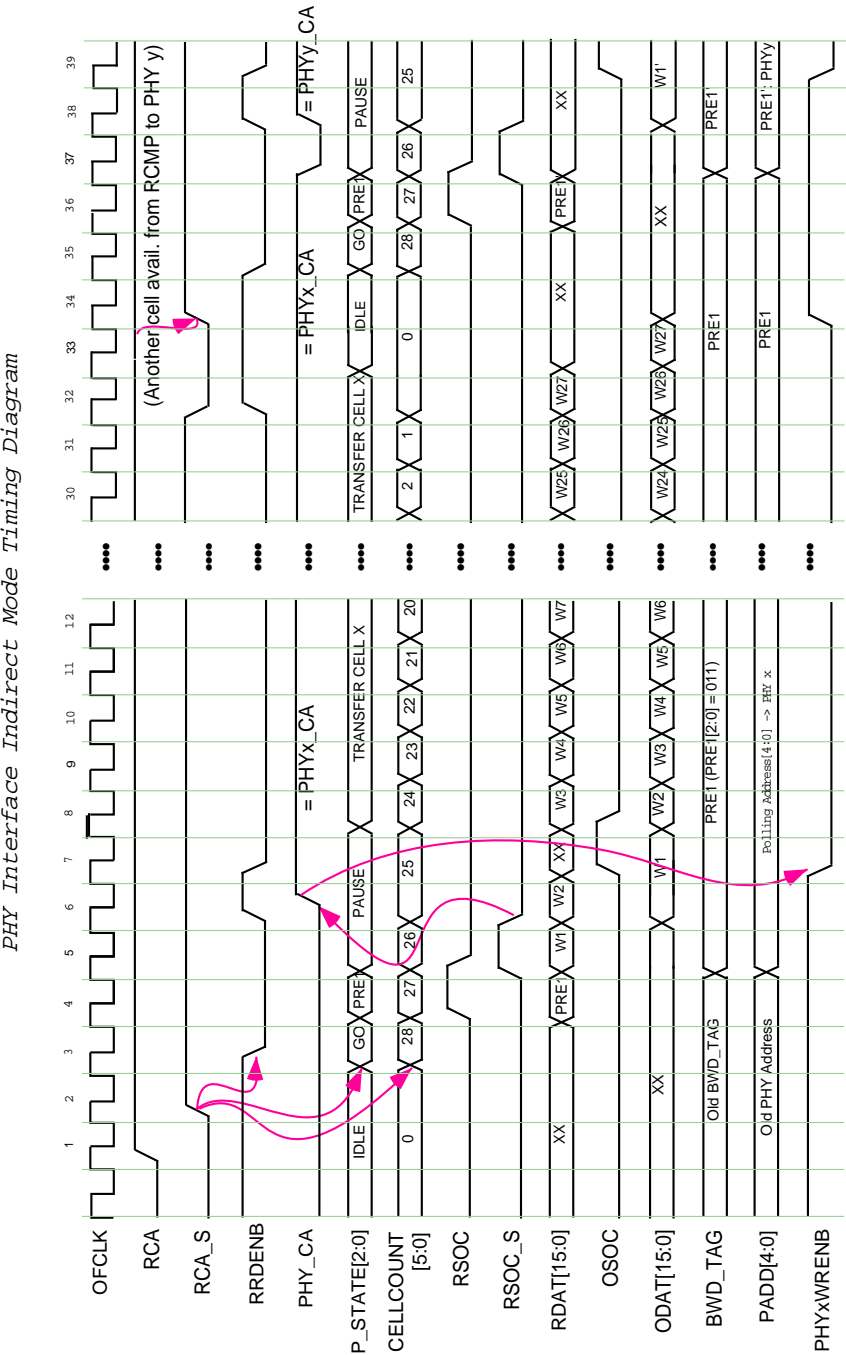 PHY Interface Indirect Mode Timing Diagram
1 2 3 4 5 6 7 8 9 10 11 12 30 31 32 33 34 35 36 37 38 39
OFCLK
RCA
(Another cell avail. from RCMP to PHY y)
RCA_S
RRDENB
PHY_CA = PHYx_CA = PHYx_CA = PHYy_CA
P_STATE[2:0] IDLE GO PRE1 PAUSE TRANSFER CELL X TRANSFER CELL X IDLE GO PRE1' PAUSE
CELLCOUNT 0 28 27 26 25 24 23 22 21 20 2 1 0 28 27 26 25
[5:0]
RSOC
RSOC_S
RDAT[15:0] XX PRE1 W1 W2 XX W3 W4 W5 W6 W7 W25 W26 W27 XX PRE1' XX
OSOC
ODAT[15:0] XX W1 W2 W3 W4 W5 W6 W24 W25 W26 W27 XX W1'
BWD_TAG Old BWD_TAG PRE1 (PRE1[2:0] = 011) PRE1 PRE1'
PADD[4:0] Old PHY Address Polling Address[4:0] -> PHY x PRE1 PRE1': PHYy
PHYxWRENB